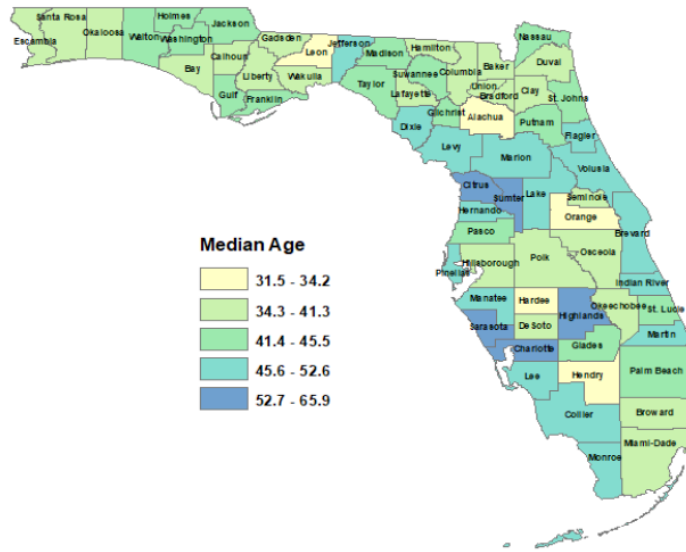 Holmes
Jackson
Nassau
Santa Rosa
Okaloosa
Walton
Washington
Gadsden
Jefferson
Madison
Hamilton
Escambia
Calhoun
Leon
Baker
Duval
Bay
Liberty
Wakulla
Suwannee
Columbia
Union
Bradford
Clay
St. Johns
Gulf
Franklin
Taylor
Lafayette
Gilchrist
Alachua
Putnam
Dixie
Flagler
Levy
Marion
Volusia
Citrus
Sumter
Lake
Seminole
Hernando
Orange
Brevard
Pasco
Median Age
Hillsborough
Polk
Osceola
Pinellas
Indian River
31.5 - 34.2
Manatee
Hardee
Highlands
Okeechobee
St. Lucie
34.3 - 41.3
Sarasota
DeSoto
Martin
41.4 - 45.5
Charlotte
Glades
45.6 - 52.6
Lee
Hendry
Palm Beach
52.7 - 65.9
Collier
Broward
Monroe
Miami-Dade